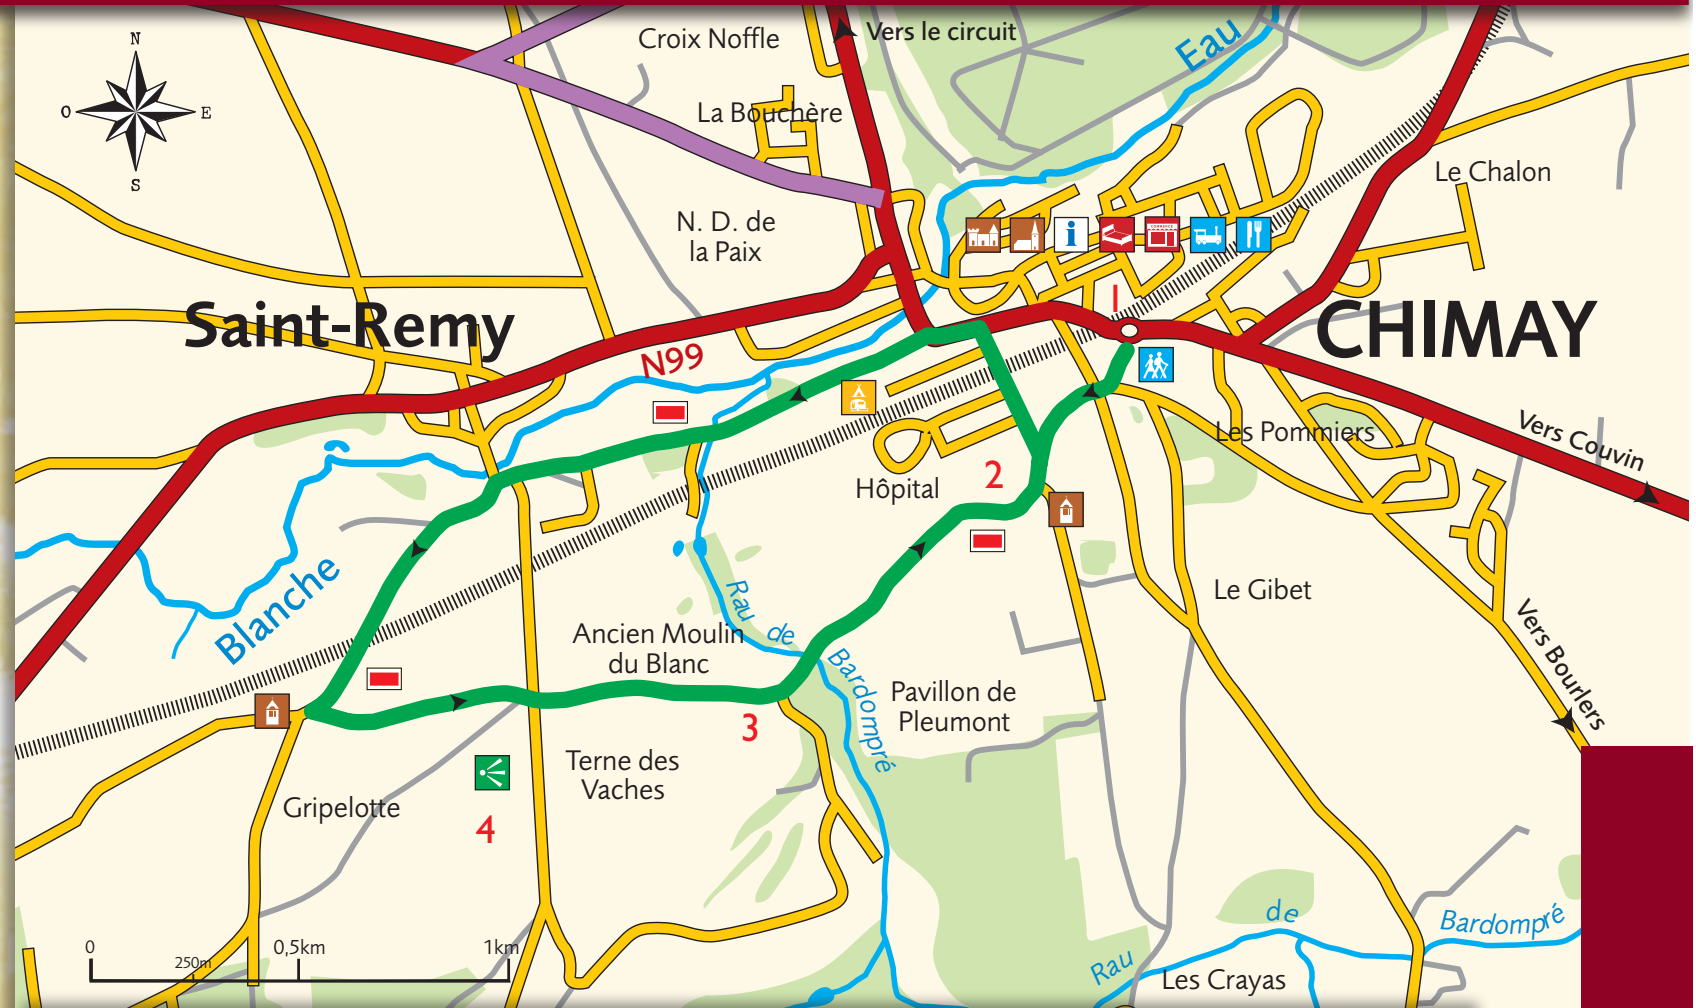 N
O
E
S
Croix Noffle
Vers le circuit
Eau
La Bouchère
Le Chalon
N. D. de
la Paix
COMMERCE
i
1
Saint-Remy
CHIMAY
N99
Les Pommiers
Vers Couvin
2
Hôpital
Blanche
Rau de
Bardompré
Le Gibet
Ancien Moulin
du Blanc
Vers Bourlers
Pavillon de
Pleumont
3
Terne des
Vaches
Gripelotte
4
0
250m
0,5km
1km
Rau
de
Bardompré
Les Crayas